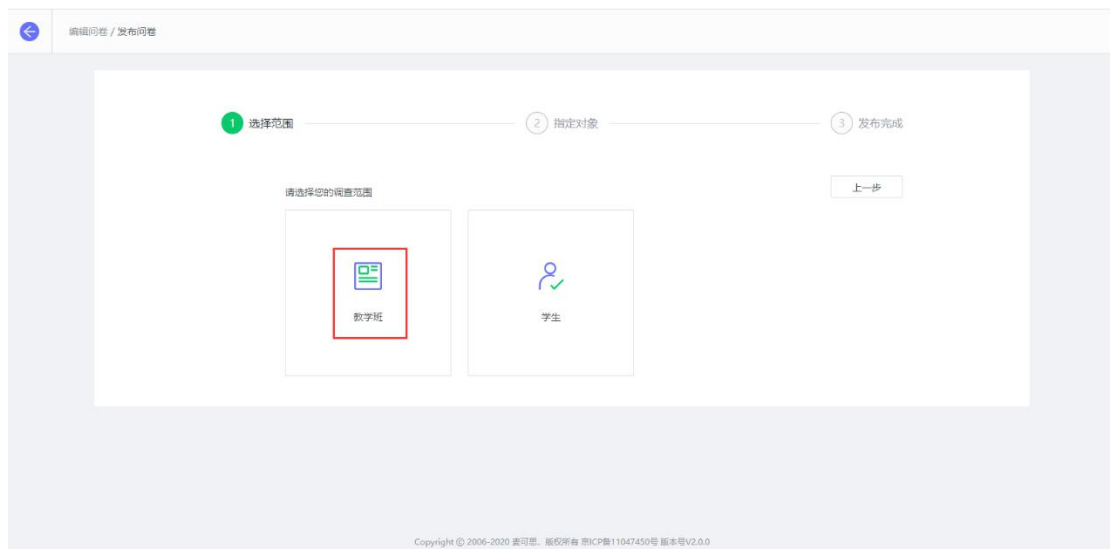 编辑问卷 / 发布问卷
1 选择范围
2 指定对象
3 发布完成
请选择您的调查范围
上一步
教学班
学生
Copyright © 2006-2020 麦可思。版权所有 京ICP备11047450号 版本号V2.0.0